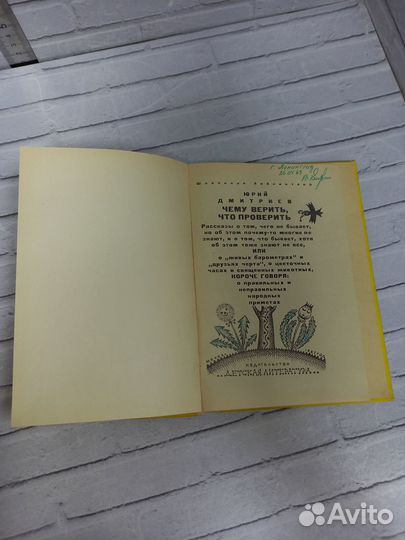 г. Ленинград
Школьная библиотека
ЮРИЙ
ДМИТРИЕВ
ЧЕМУ ВЕРИТЬ,
ЧТО ПРОВЕРИТЬ
Рассказы о том, чего не бывает,
но об этом почему-то многие не
знают, и о том, что бывает, хотя
об этом тоже знают не все,
ИЛИ
о „живых барометрах" и
„друзьях черта", о цветочных
часах и священных животных,
КОРОЧЕ ГОВОРЯ:
о правильных и
неправильных
народных
приметах
ИЗДАТЕЛЬСТВО
„ДЕТСКАЯ ЛИТЕРАТУРА"
Avito